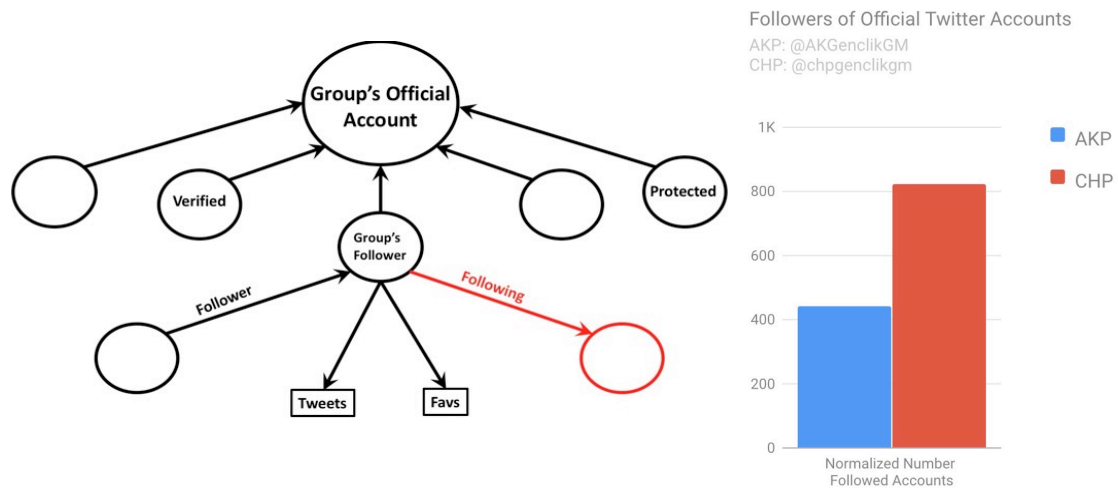 Group's Official
Account
Verified
Protected
Group's
Follower
Follower
Following
Tweets
Favs
Followers of Official Twitter Accounts
AKP: @AKGenclikGM
CHP: @chpgenclikgm
1K
800
600
400
200
0
AKP
CHP
Normalized Number
Followed Accounts